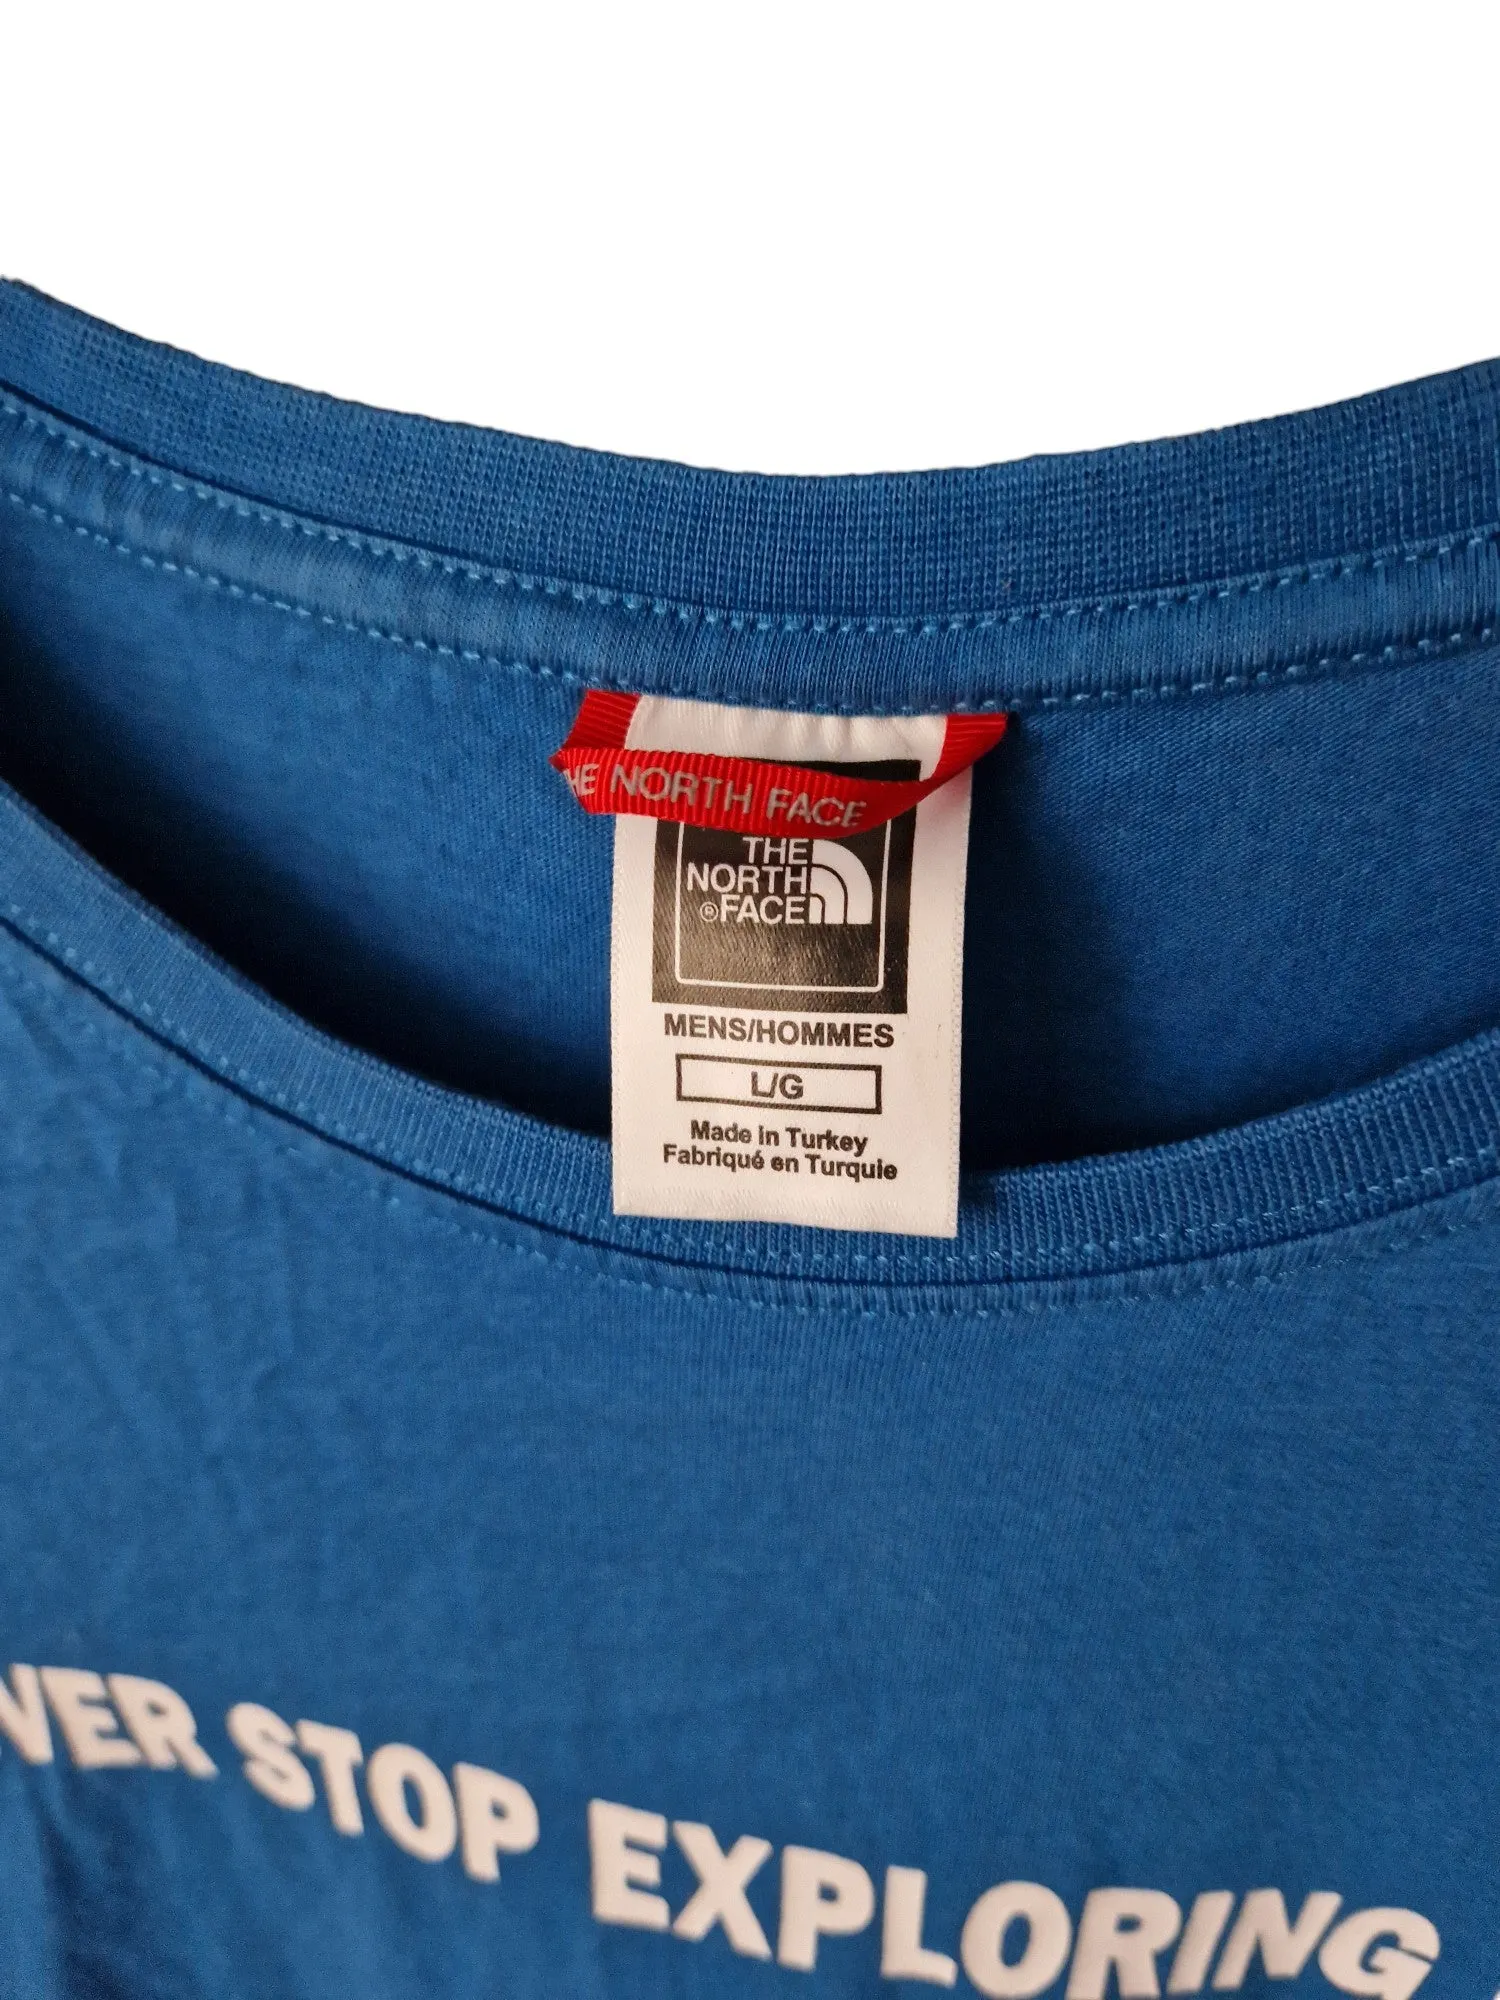 HE NORTH FACE
THE
NORTH
®FACE
MENS/HOMMES
L/G
Made in Turkey
Fabriqué en Turquie
VER STOP EXPLORING